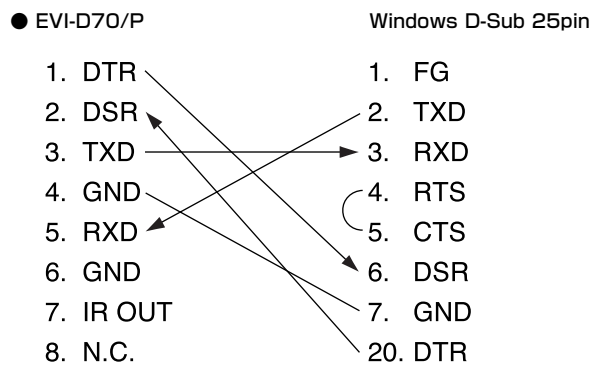 ● EVI-D70/P
1. DTR
2. DSR
3. TXD
4. GND
5. RXD
6. GND
7. IR OUT
8. N.C.
Windows D-Sub 25pin
1. FG
2. TXD
3. RXD
4. RTS
5. CTS
6. DSR
7. GND
20. DTR